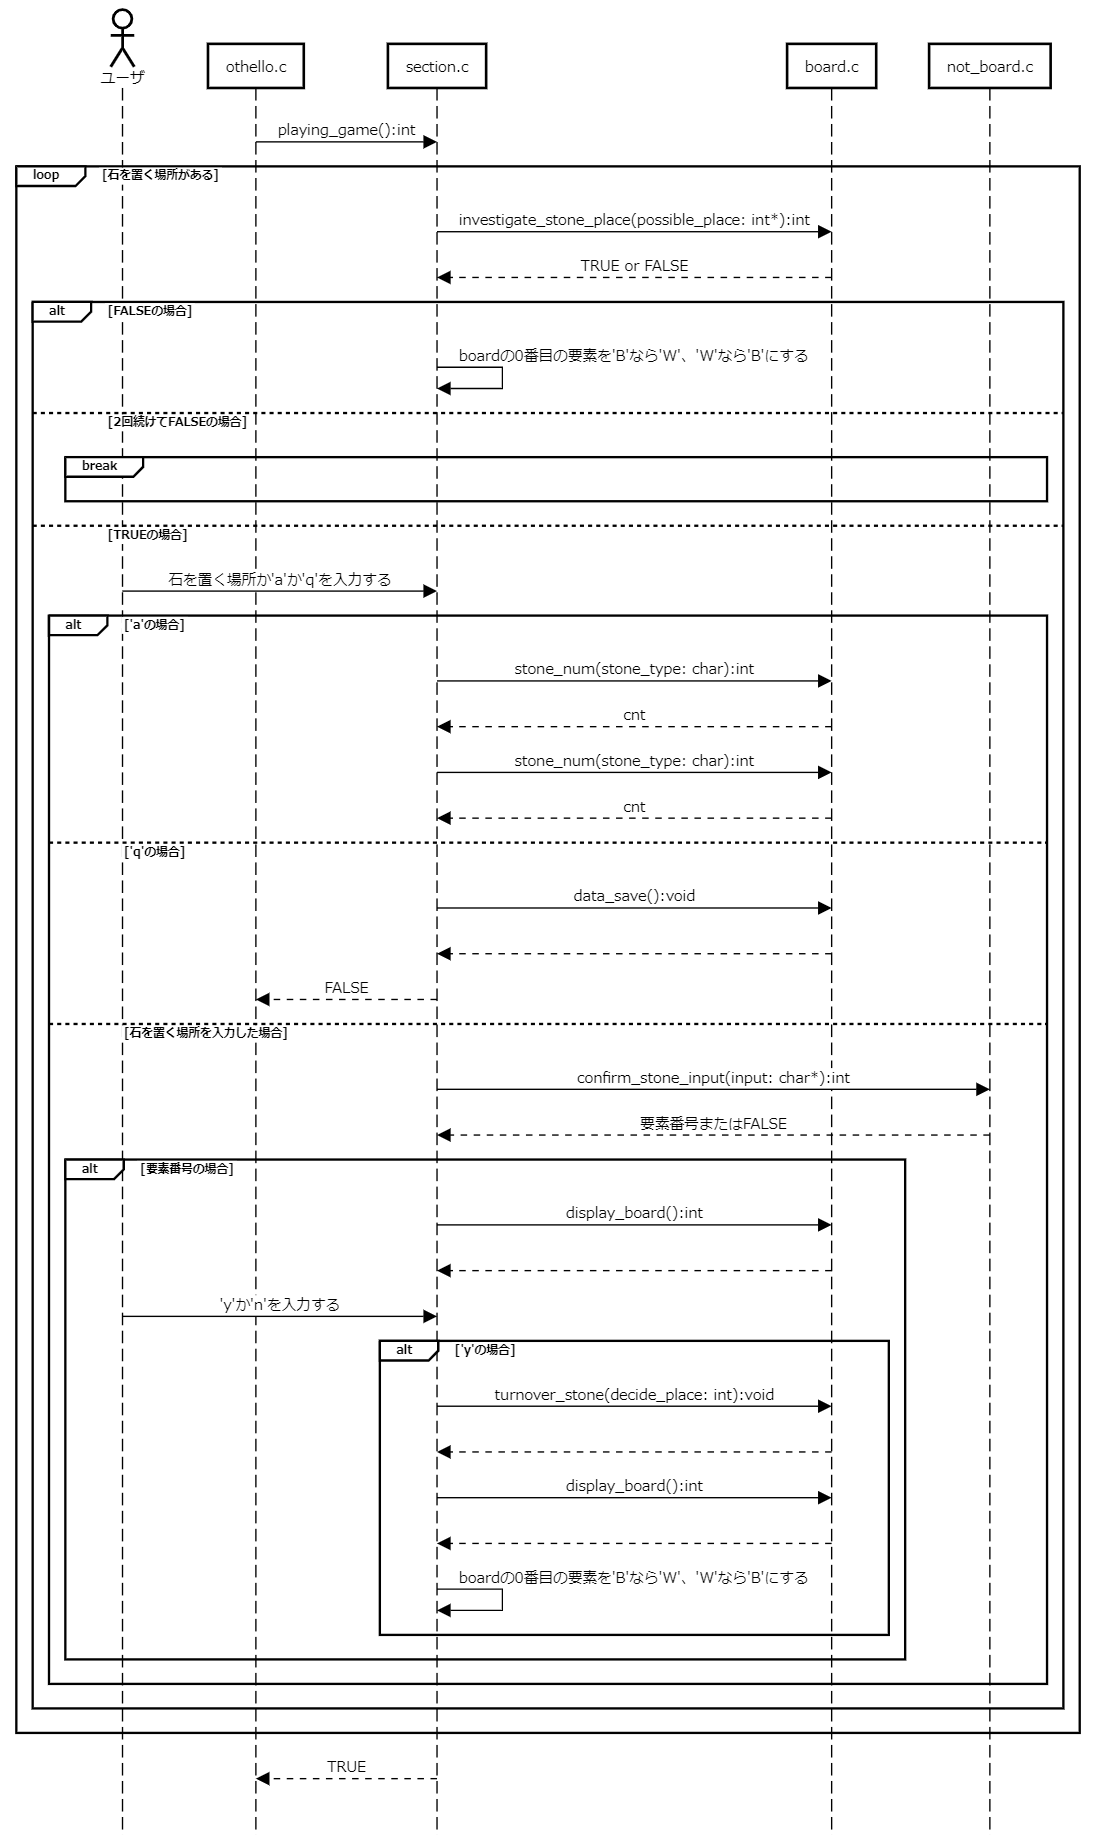 ユーザ
othello.c
section.c
board.c
not_board.c
playing_game():int
loop
[石を置く場所がある]
investigate_stone_place(possible_place: int*):int
TRUE or FALSE
alt
[FALSEの場合]
boardの0番目の要素を'B'なら'W'、'W'なら'B'にする
[2回続けてFALSEの場合]
break
[TRUEの場合]
石を置く場所か'a'か'q'を入力する
alt
['a'の場合]
stone_num(stone_type: char):int
cnt
stone_num(stone_type: char):int
cnt
['q'の場合]
data_save():void
FALSE
[石を置く場所を入力した場合]
confirm_stone_input(input: char*):int
要素番号またはFALSE
alt
[要素番号の場合]
display_board():int
'y'か'n'を入力する
alt
['y'の場合]
turnover_stone(decide_place: int):void
display_board():int
boardの0番目の要素を'B'なら'W'、'W'なら'B'にする
TRUE